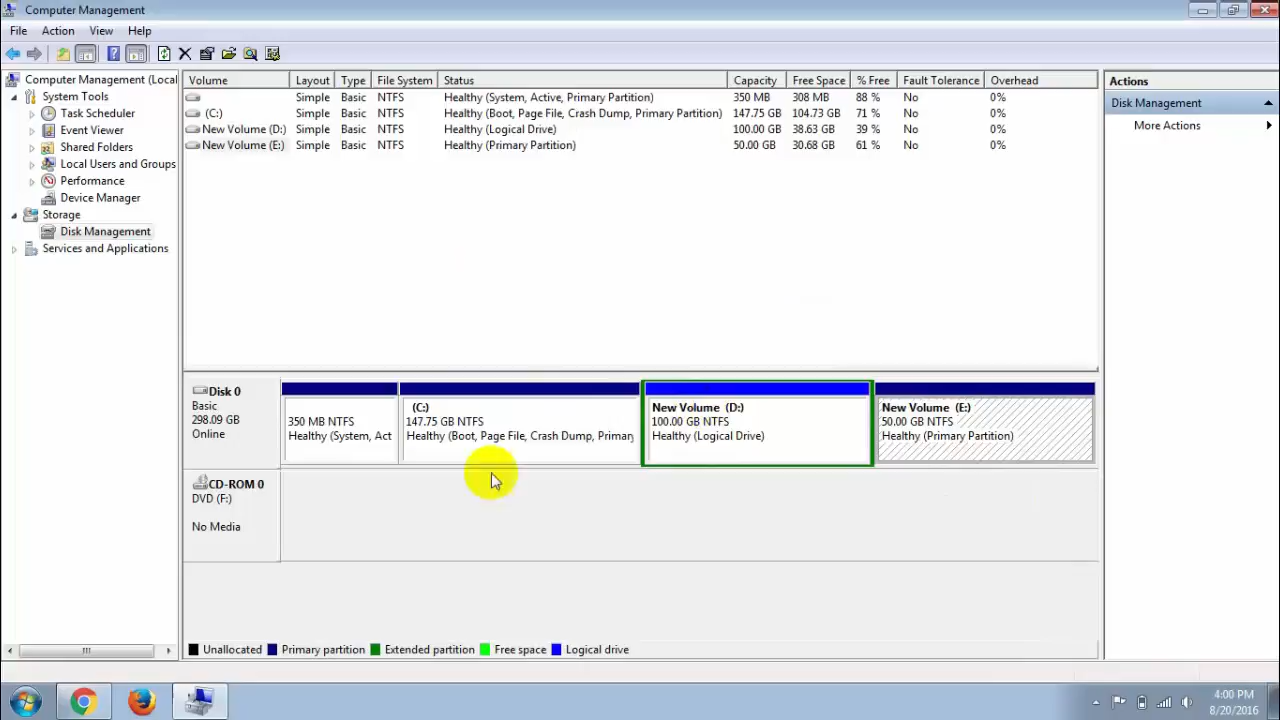 Computer Management
File Action View Help
Computer Management (Local
System Tools
Task Scheduler
Event Viewer
Shared Folders
Local Users and Groups
Performance
Device Manager
Storage
Disk Management
Services and Applications
Volume Layout Type File System Status Capacity Free Space % Free Fault Tolerance Overhead
Simple Basic NTFS Healthy (System, Active, Primary Partition) 350 MB 308 MB 88 % No 0%
(C:) Simple Basic NTFS Healthy (Boot, Page File, Crash Dump, Primary Partition) 147.75 GB 104.73 GB 71 % No 0%
New Volume (D:) Simple Basic NTFS Healthy (Logical Drive) 100.00 GB 38.63 GB 39 % No 0%
New Volume (E:) Simple Basic NTFS Healthy (Primary Partition) 50.00 GB 30.68 GB 61 % No 0%
Actions
Disk Management
More Actions
Disk 0
Basic
298.09 GB
Online
350 MB NTFS
Healthy (System, Act
(C:)
147.75 GB NTFS
Healthy (Boot, Page File, Crash Dump, Primar
New Volume (D:)
100.00 GB NTFS
Healthy (Logical Drive)
New Volume (E:)
50.00 GB NTFS
Healthy (Primary Partition)
CD-ROM 0
DVD (F:)
No Media
Unallocated Primary partition Extended partition Free space Logical drive
4:00 PM
8/20/2016